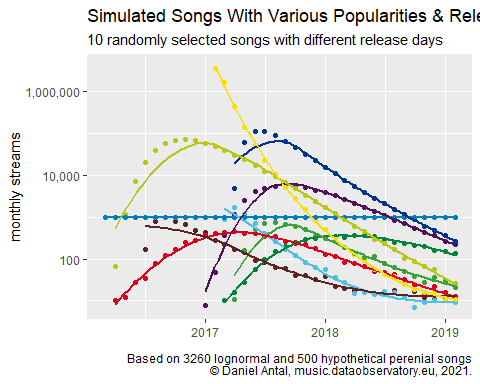 Simulated Songs With Various Popularities & Rele
10 randomly selected songs with different release days
monthly streams
1,000,000
10,000
100
2017
2018
2019
Based on 3260 lognormal and 500 hypothetical perenial songs
© Daniel Antal, music.dataobservatory.eu, 2021.